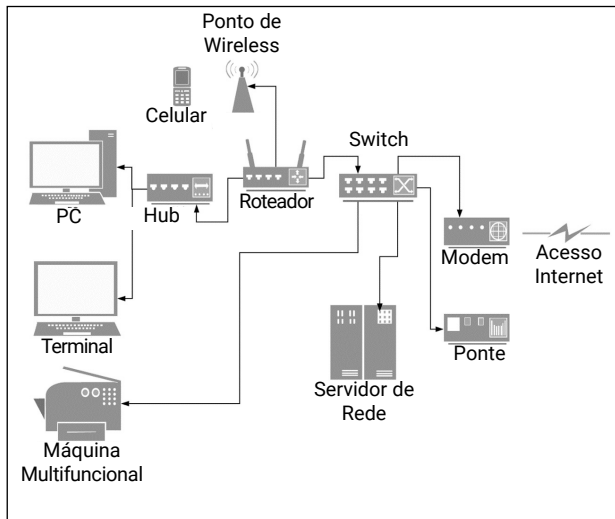 Ponto de
Wireless
Celular
Switch
PC
Hub
Roteador
Modem
Acesso
Internet
Terminal
Ponte
Servidor de
Rede
Máquina
Multifuncional